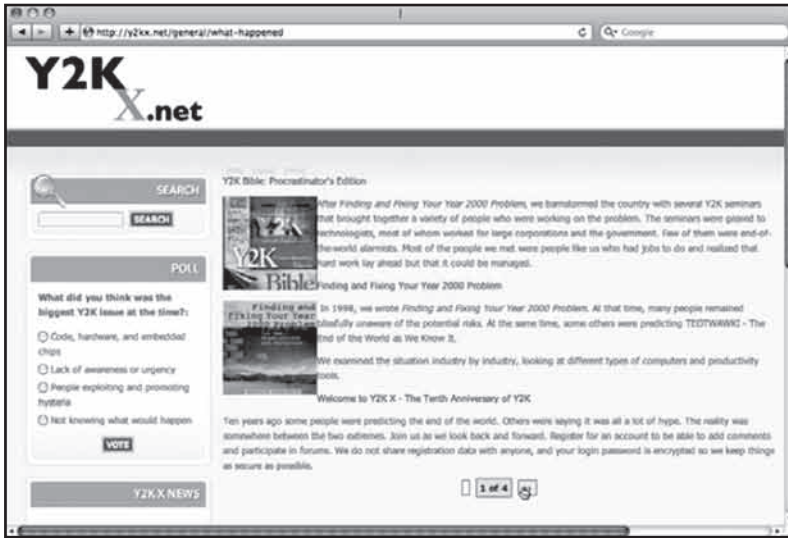 http://y2kx.net/general/what-happened
Google
Y2K
X.net
SEARCH
SEARCH
POLL
What did you think was the
biggest Y2K issue at the time?:
Code, hardware, and embedded
chips
Lack of awareness or urgency
People exploiting and promoting
hysteria
Not knowing what would happen
VOTE
Y2K X NEWS
Y2K Bible: Procrastinator's Edition
After Finding and Fixing Your Year 2000 Problem, we barnstormed the country with several Y2K seminars
that brought together a variety of people who were working on the problem. The seminars were geared to
technologists, most of whom worked for large corporations and the government. Few of them were end-of-
the-world alarmists. Most of the people we met were people like us who had jobs to do and realized that
hard work lay ahead but that it could be managed.
Y2K
Y2K
Bible
Finding and Fixing Your Year 2000 Problem
Finding and
Fixing Your Year
2000 Problem
In 1998, we wrote Finding and Fixing Your Year 2000 Problem. At that time, many people remained
blissfully unaware of the potential risks. At the same time, some others were predicting TEOTWAWKI - The
End of the World as We Know It.
We examined the situation industry by industry, looking at different types of computers and productivity
tools.
Welcome to Y2K X - The Tenth Anniversary of Y2K
Ten years ago some people were predicting the end of the world. Others were saying it was all a lot of hype. The reality was
somewhere between the two extremes. Join us as we look back and forward. Register for an account to be able to add comments
and participate in forums. We do not share registration data with anyone, and your login password is encrypted so we keep things
as secure as possible.
1 of 4